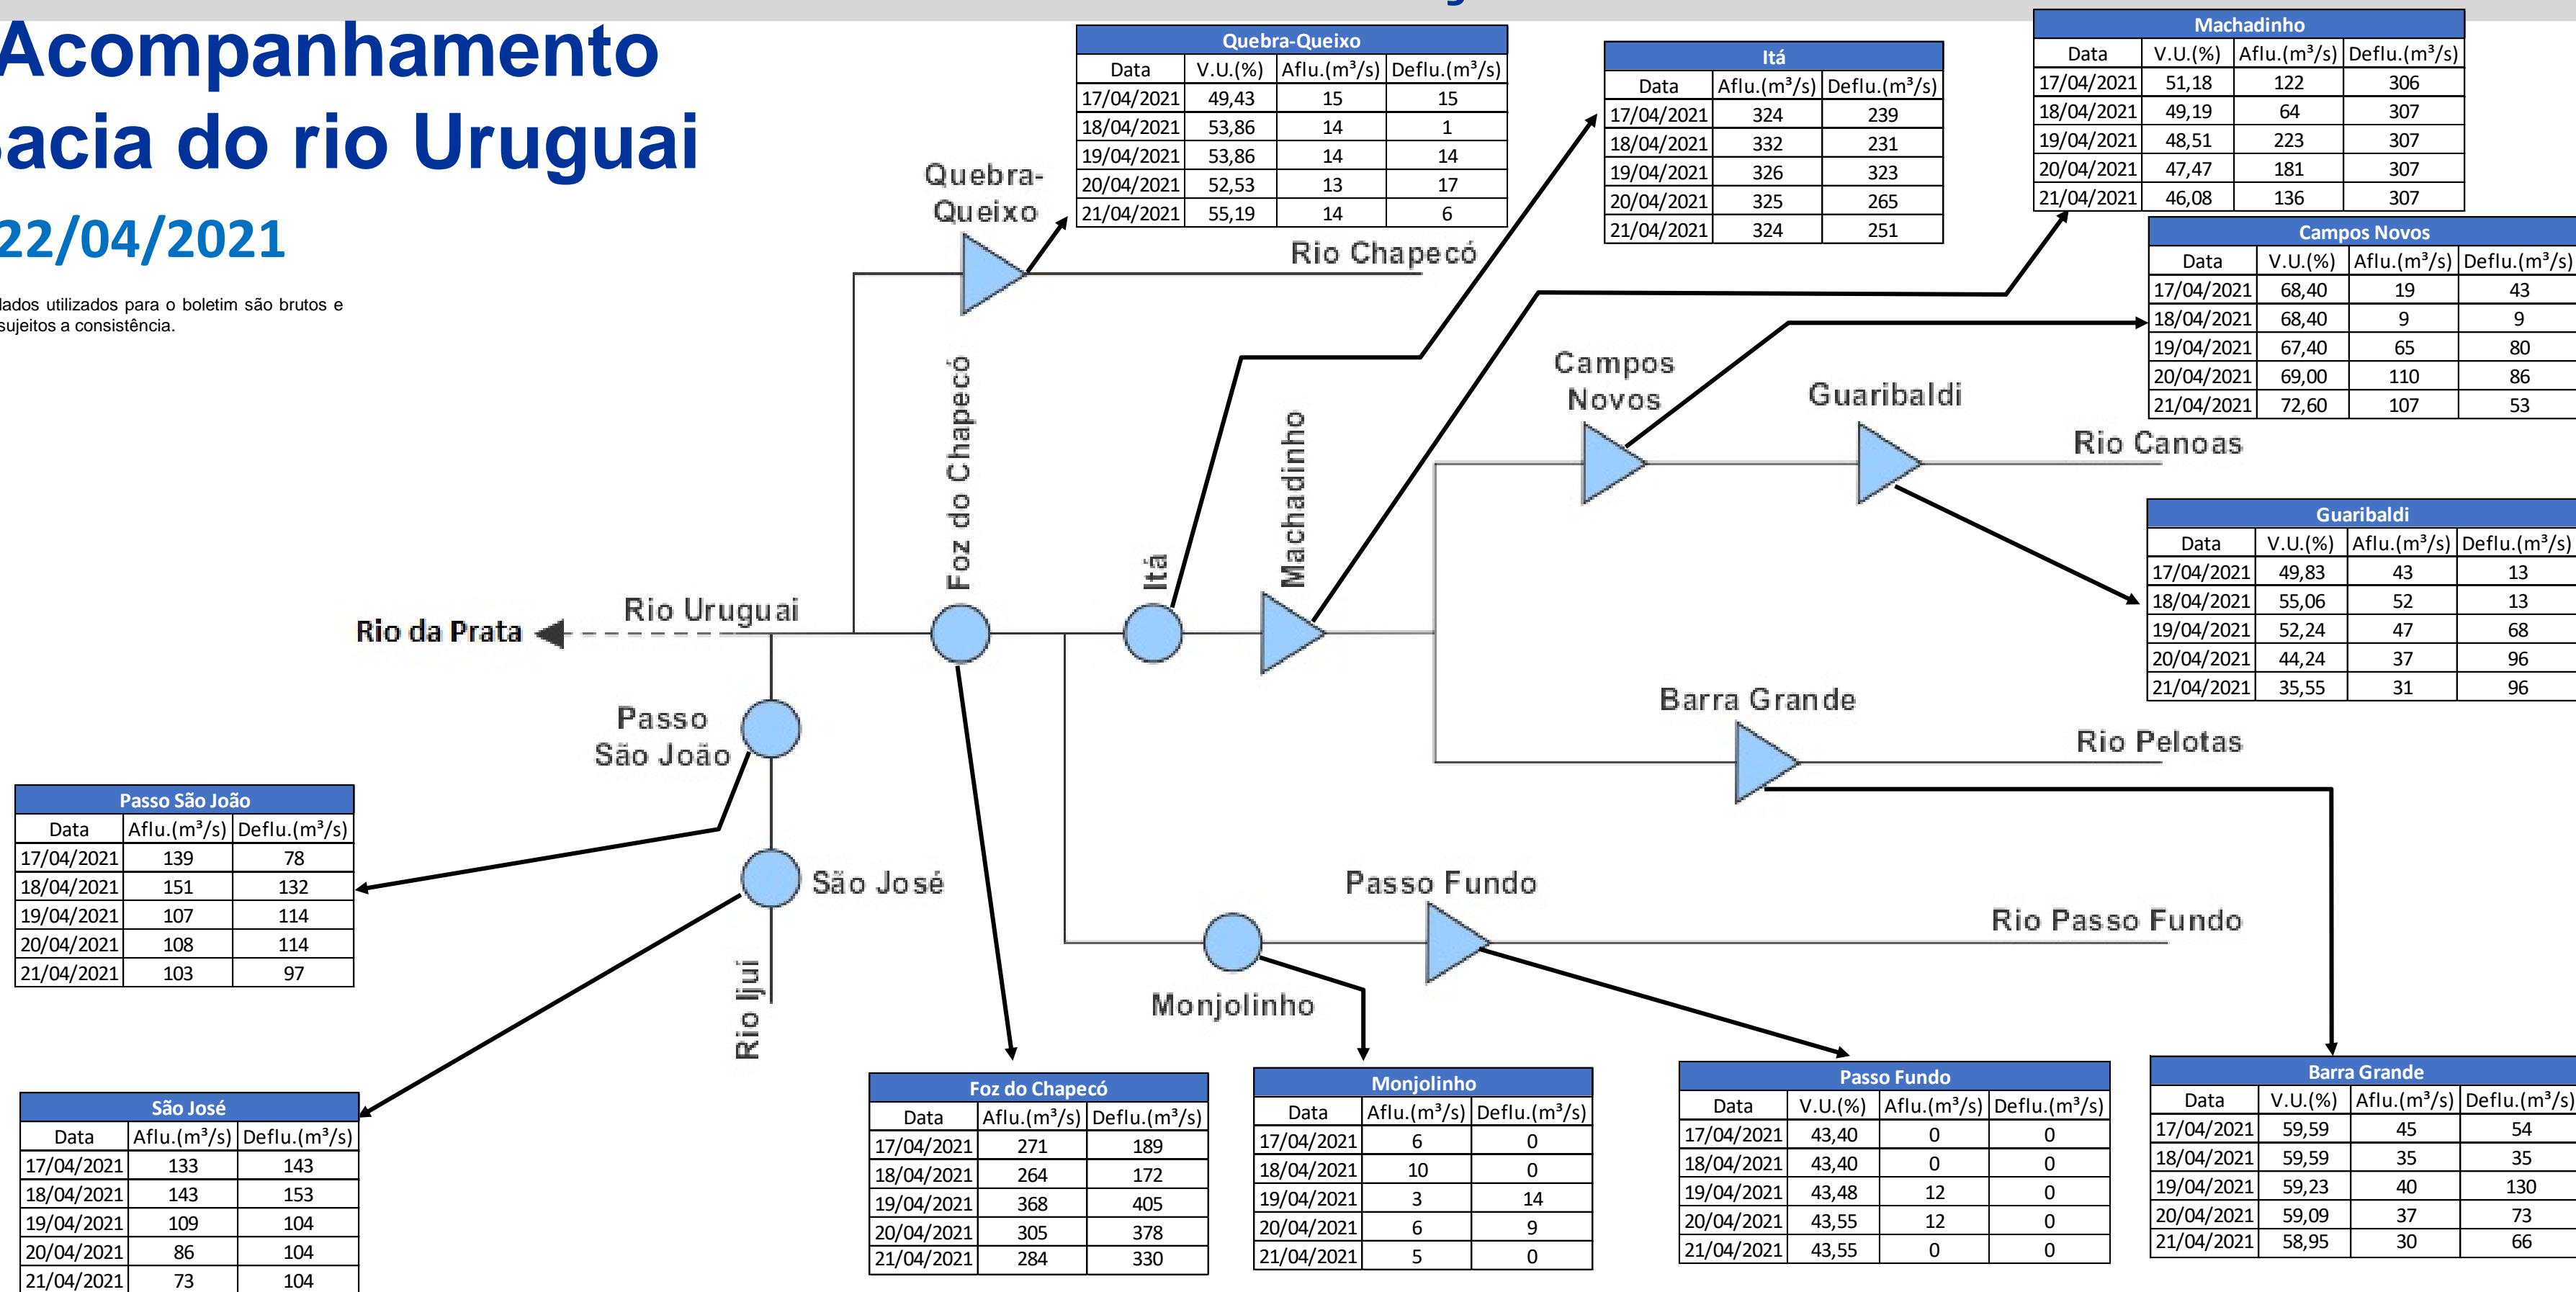 Acompanhamento
Bacia do rio Uruguai
22/04/2021
dados utilizados para o boletim são brutos e
sujeitos a consistência.
Quebra-Queixo
Data V.U.(%) Aflu.(m³/s) Deflu.(m³/s)
17/04/2021 49,43 15 15
18/04/2021 53,86 14 1
19/04/2021 53,86 14 14
20/04/2021 52,53 13 17
21/04/2021 55,19 14 6
Itá
Data Aflu.(m³/s) Deflu.(m³/s)
17/04/2021 324 239
18/04/2021 332 231
19/04/2021 326 323
20/04/2021 325 265
21/04/2021 324 251
Machadinho
Data V.U.(%) Aflu.(m³/s) Deflu.(m³/s)
17/04/2021 51,18 122 306
18/04/2021 49,19 64 307
19/04/2021 48,51 223 307
20/04/2021 47,47 181 307
21/04/2021 46,08 136 307
Campos Novos
Data V.U.(%) Aflu.(m³/s) Deflu.(m³/s)
17/04/2021 68,40 19 43
18/04/2021 68,40 9 9
19/04/2021 67,40 65 80
20/04/2021 69,00 110 86
21/04/2021 72,60 107 53
Guaribaldi
Data V.U.(%) Aflu.(m³/s) Deflu.(m³/s)
17/04/2021 49,83 43 13
18/04/2021 55,06 52 13
19/04/2021 52,24 47 68
20/04/2021 44,24 37 96
21/04/2021 35,55 31 96
Quebra-
Queixo
Rio Chapecó
Foz do Chapecó
Itá
Machadinho
Campos
Novos
Guaribaldi
Rio Canoas
Rio da Prata
Rio Uruguai
Passo
São João
São José
Rio Ijui
Barra Grande
Rio Pelotas
Passo Fundo
Rio Passo Fundo
Monjolinho
Passo São João
Data Aflu.(m³/s) Deflu.(m³/s)
17/04/2021 139 78
18/04/2021 151 132
19/04/2021 107 114
20/04/2021 108 114
21/04/2021 103 97
São José
Data Aflu.(m³/s) Deflu.(m³/s)
17/04/2021 133 143
18/04/2021 143 153
19/04/2021 109 104
20/04/2021 86 104
21/04/2021 73 104
Foz do Chapecó
Data Aflu.(m³/s) Deflu.(m³/s)
17/04/2021 271 189
18/04/2021 264 172
19/04/2021 368 405
20/04/2021 305 378
21/04/2021 284 330
Monjolinho
Data Aflu.(m³/s) Deflu.(m³/s)
17/04/2021 6 0
18/04/2021 10 0
19/04/2021 3 14
20/04/2021 6 9
21/04/2021 5 0
Passo Fundo
Data V.U.(%) Aflu.(m³/s) Deflu.(m³/s)
17/04/2021 43,40 0 0
18/04/2021 43,40 0 0
19/04/2021 43,48 12 0
20/04/2021 43,55 12 0
21/04/2021 43,55 0 0
Barra Grande
Data V.U.(%) Aflu.(m³/s) Deflu.(m³/s)
17/04/2021 59,59 45 54
18/04/2021 59,59 35 35
19/04/2021 59,23 40 130
20/04/2021 59,09 37 73
21/04/2021 58,95 30 66